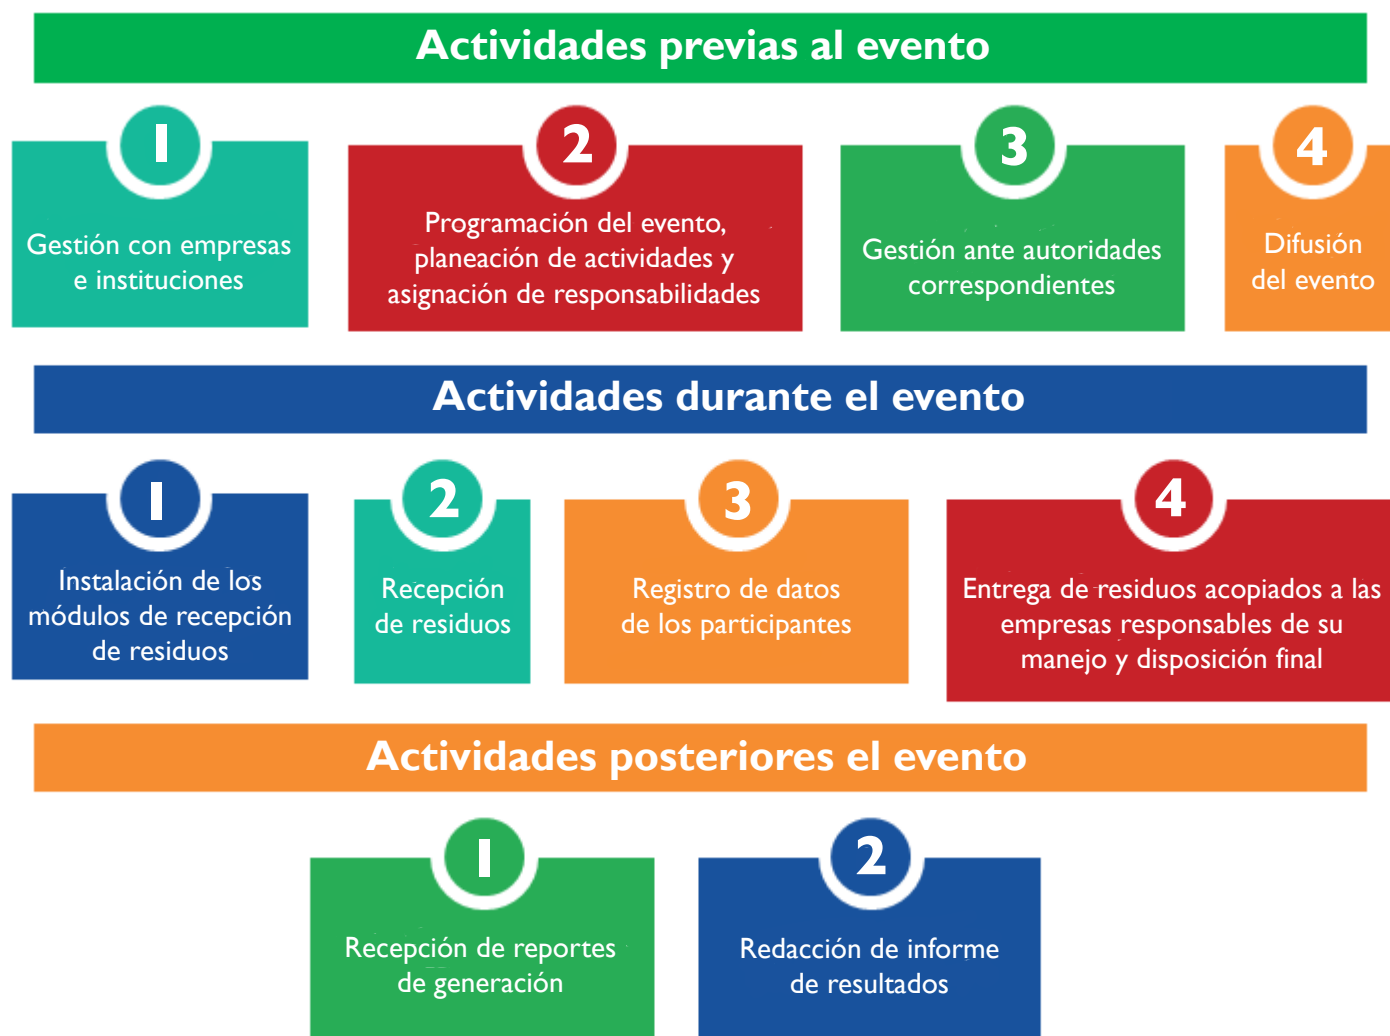 Actividades previas al evento
1
Gestión con empresas
e instituciones
2
Programación del evento,
planeación de actividades y
asignación de responsabilidades
3
Gestión ante autoridades
correspondientes
4
Difusión
del evento
Actividades durante el evento
1
Instalación de los
módulos de recepción
de residuos
2
Recepción
de residuos
3
Registro de datos
de los participantes
4
Entrega de residuos acopiados a las
empresas responsables de su
manejo y disposición final
Actividades posteriores el evento
1
Recepción de reportes
de generación
2
Redacción de informe
de resultados